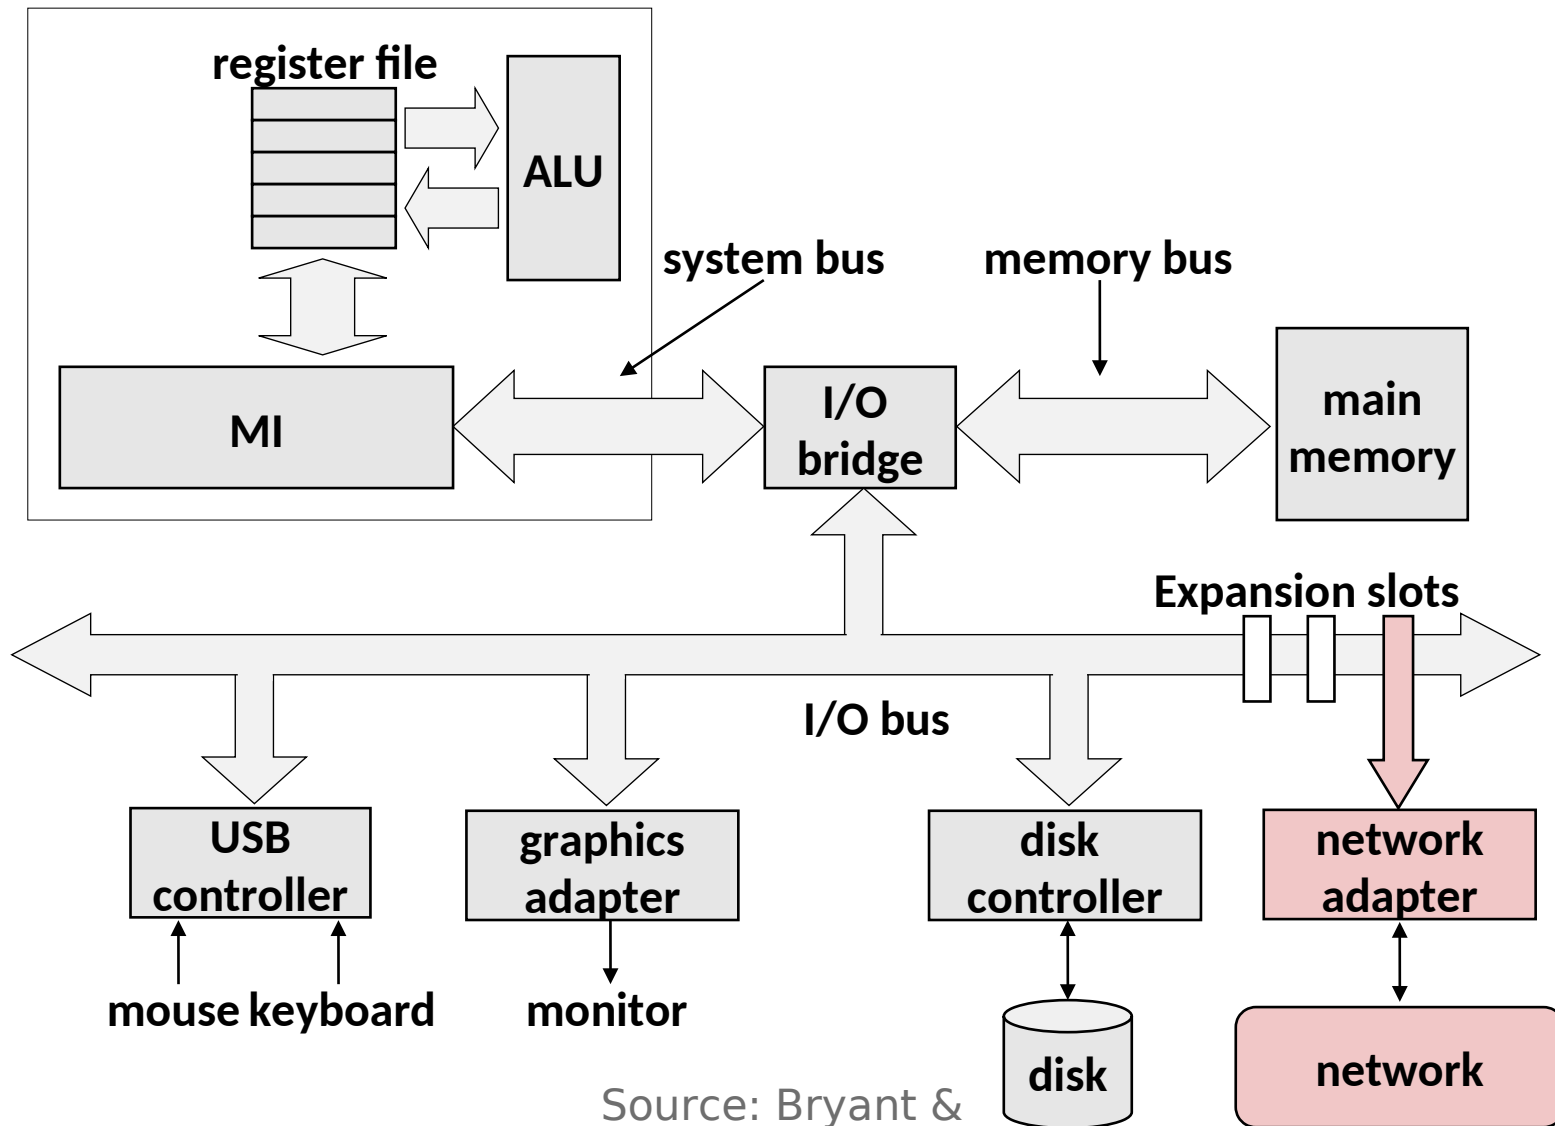 register file
ALU
system bus
memory bus
MI
I/O
bridge
main
memory
Expansion slots
I/O bus
USB
controller
graphics
adapter
disk
controller
network
adapter
mouse keyboard
monitor
disk
network
Source: Bryant &